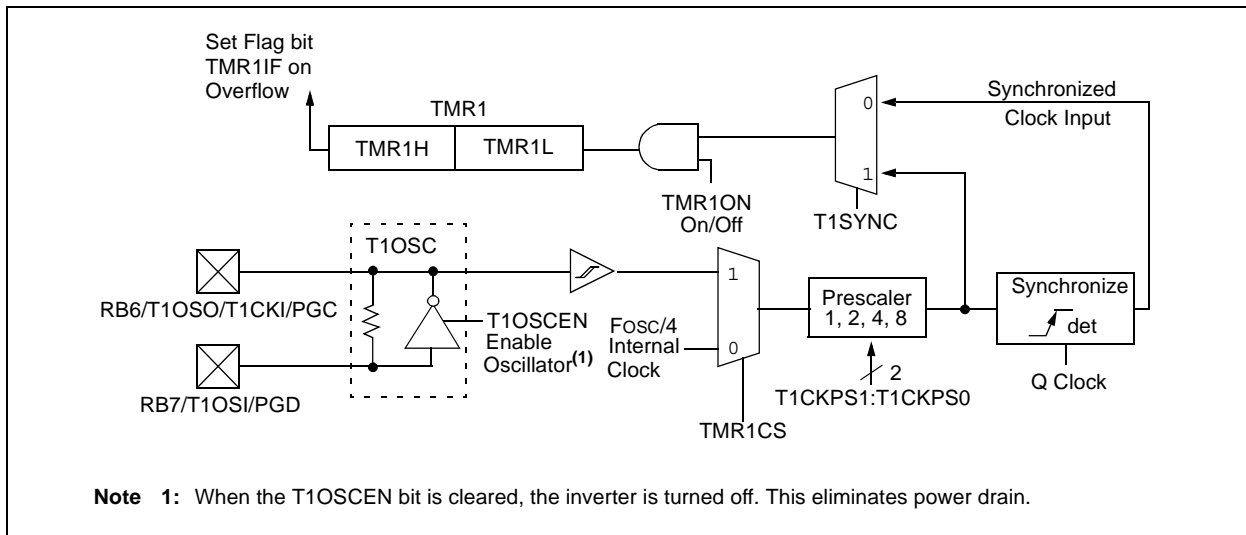 Set Flag bit
TMR1IF on
Overflow
TMR1
TMR1H
TMR1L
0
1
Synchronized
Clock Input
TMR1ON
On/Off
T1SYNC
T1OSC
RB6/T1OSO/T1CKI/PGC
T1OSCEN
Enable
Oscillator(1)
RB7/T1OSI/PGD
1
0
FOSC/4
Internal
Clock
TMR1CS
Prescaler
1, 2, 4, 8
2
T1CKPS1:T1CKPS0
Synchronize
det
Q Clock
Note 1: When the T1OSCEN bit is cleared, the inverter is turned off. This eliminates power drain.